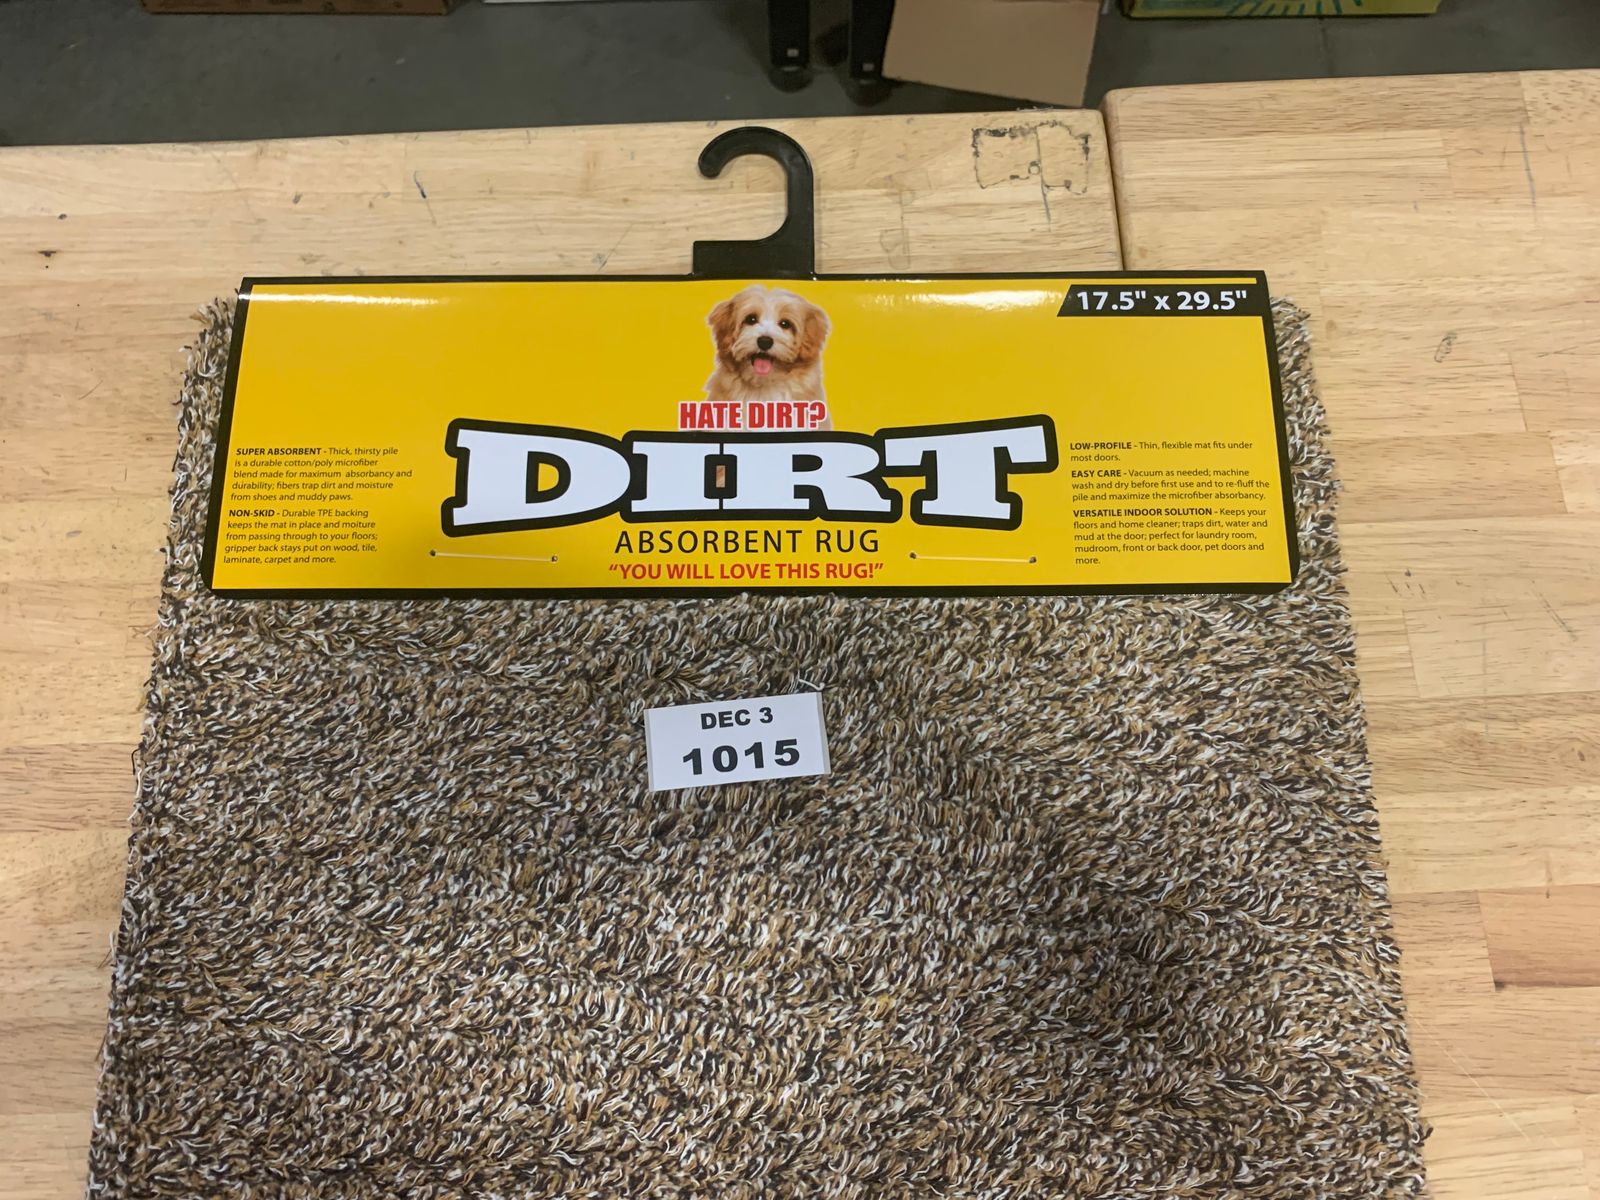 17.5" x 29.5"
HATE DIRT?
DIRT
ABSORBENT RUG
"YOU WILL LOVE THIS RUG!"
SUPER ABSORBENT - Thick, thirsty pile
is a durable cotton/poly microfiber
blend made for maximum absorbancy and
durability; fibers trap dirt and moisture
from shoes and muddy paws.
NON-SKID - Durable TPE backing
keeps the mat in place and moiture
from passing through to your floors;
gripper back stays put on wood, tile,
laminate, carpet and more.
LOW-PROFILE - Thin, flexible mat fits under
most doors.
EASY CARE - Vacuum as needed; machine
wash and dry before first use and to re-fluff the
pile and maximize the microfiber absorbancy.
VERSATILE INDOOR SOLUTION - Keeps your
floors and home cleaner; traps dirt, water and
mud at the door; perfect for laundry room,
mudroom, front or back door, pet doors and
more.
DEC 3
1015